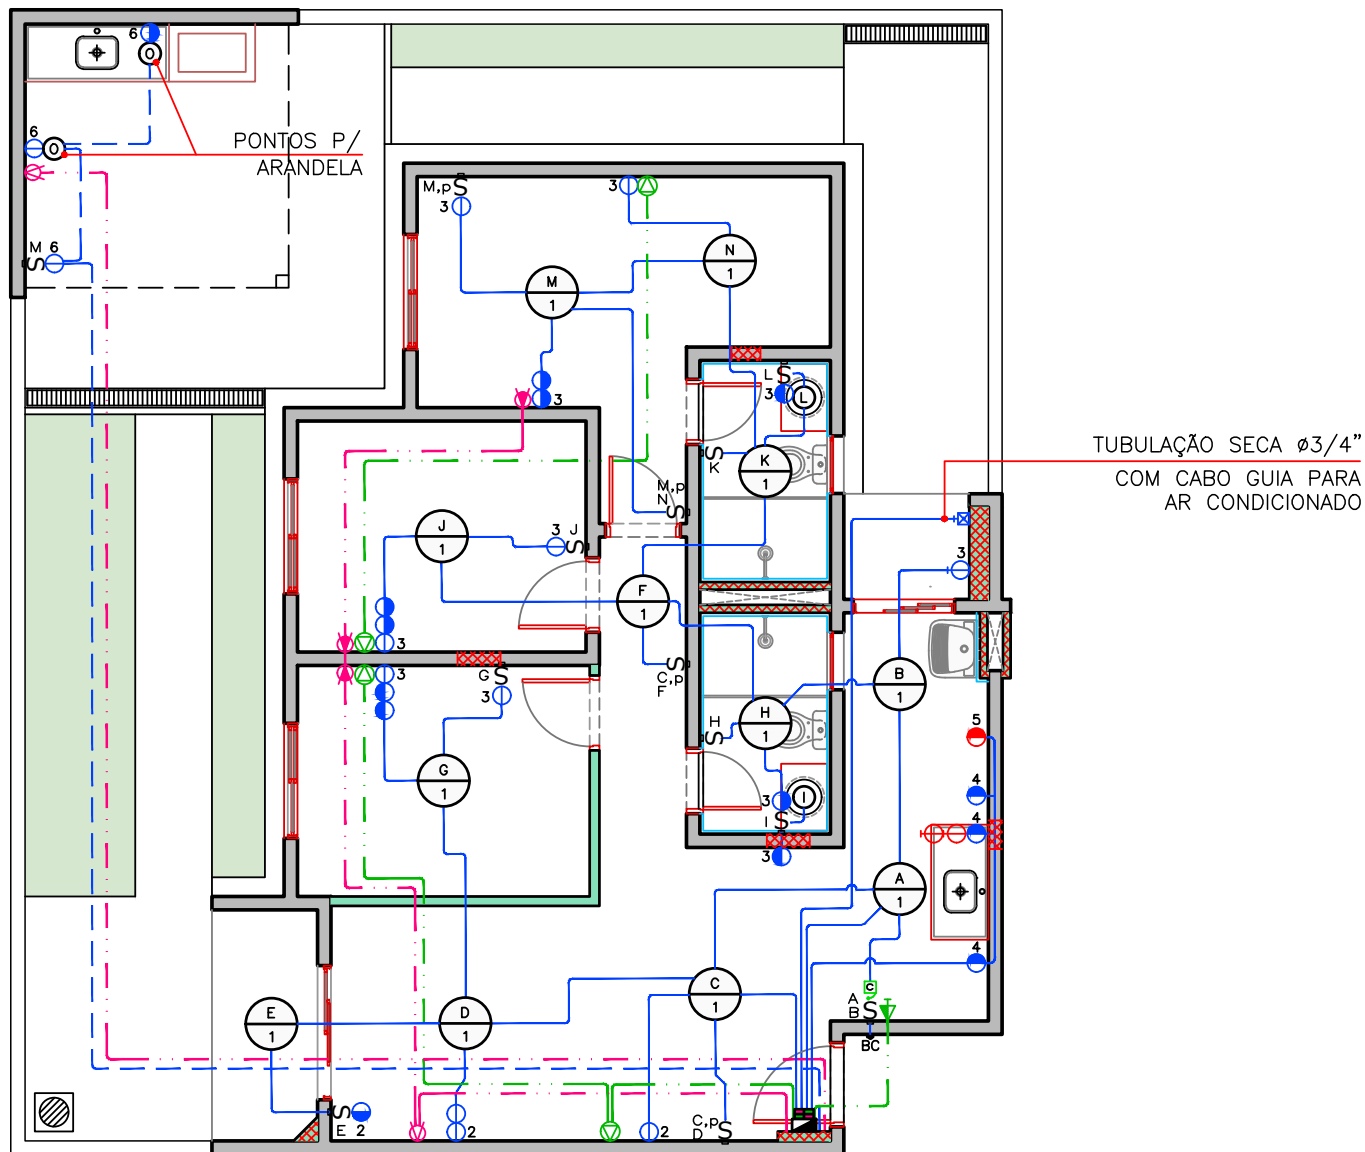 6
PONTOS P/
ARANDELA
6
M 6
M,p S
3
3
N
1
M
1
3
L S
3
L
S
K
K
1
TUBULAÇÃO SECA ø3/4”
COM CABO GUIA PARA
AR CONDICIONADO
M,p
N S
J
1
3 J
S
3
F
1
3
S
C,p
F
G S
3
3
B
1
H
S
H
1
5
G
1
4
3
I
I S
4
3
A
1
4
C
1
C
A
B S
BC
E
1
D
1
S
E 2
2
2
C,p
D S